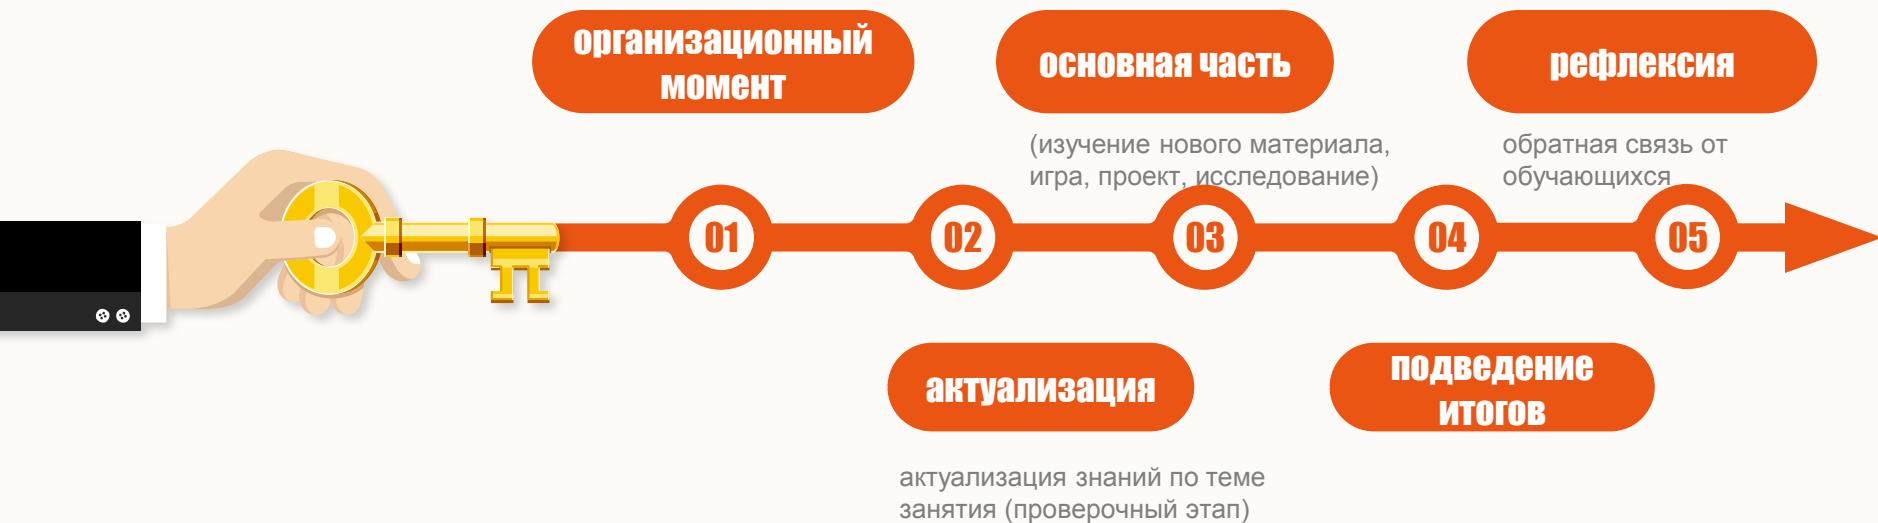 организационный
момент
основная часть
(изучение нового материала,
игра, проект, исследование)
рефлексия
обратная связь от
обучающихся
01
02
03
04
05
актуализация
актуализация знаний по теме
занятия (проверочный этап)
подведение
итогов